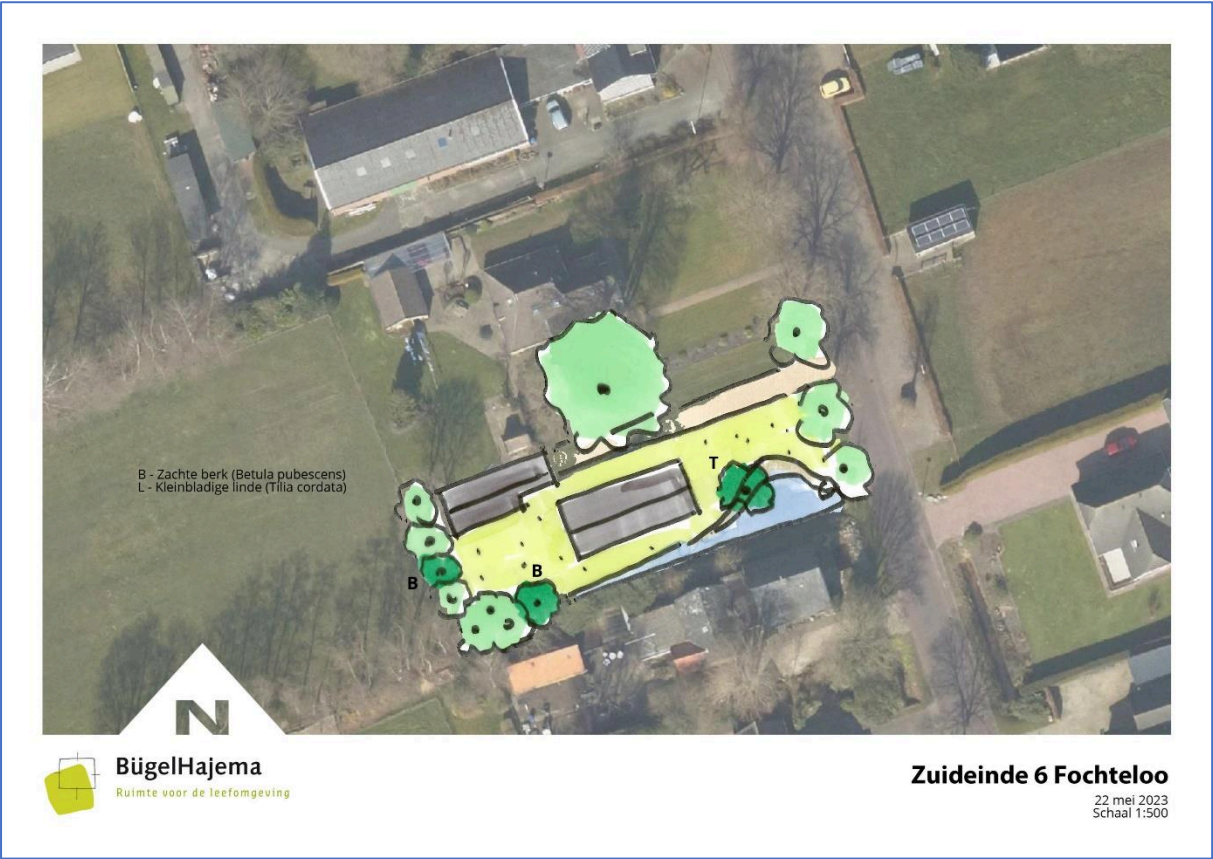 T
B - Zachte berk (Betula pubescens)
L - Kleinbladige linde (Tilia cordata)
B
B
N
BügelHajema
Ruimte voor de leefomgeving
Zuideinde 6 Fochteloo
22 mei 2023
Schaal 1:500